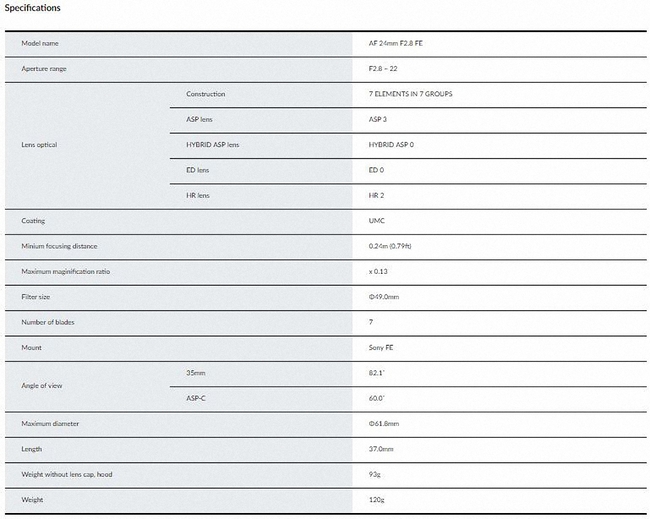 Specifications
Model name AF 24mm F2.8 FE
Aperture range F2.8 ~ 22
Lens optical
Construction 7 ELEMENTS IN 7 GROUPS
ASP lens ASP 3
HYBRID ASP lens HYBRID ASP 0
ED lens ED 0
HR lens HR 2
Coating UMC
Minium focusing distance 0.24m (0.79ft)
Maximum maginification ratio x 0.13
Filter size Φ49.0mm
Number of blades 7
Mount Sony FE
Angle of view
35mm 82.1˚
ASP-C 60.0˚
Maximum diameter Φ61.8mm
Length 37.0mm
Weight without lens cap, hood 93g
Weight 120g